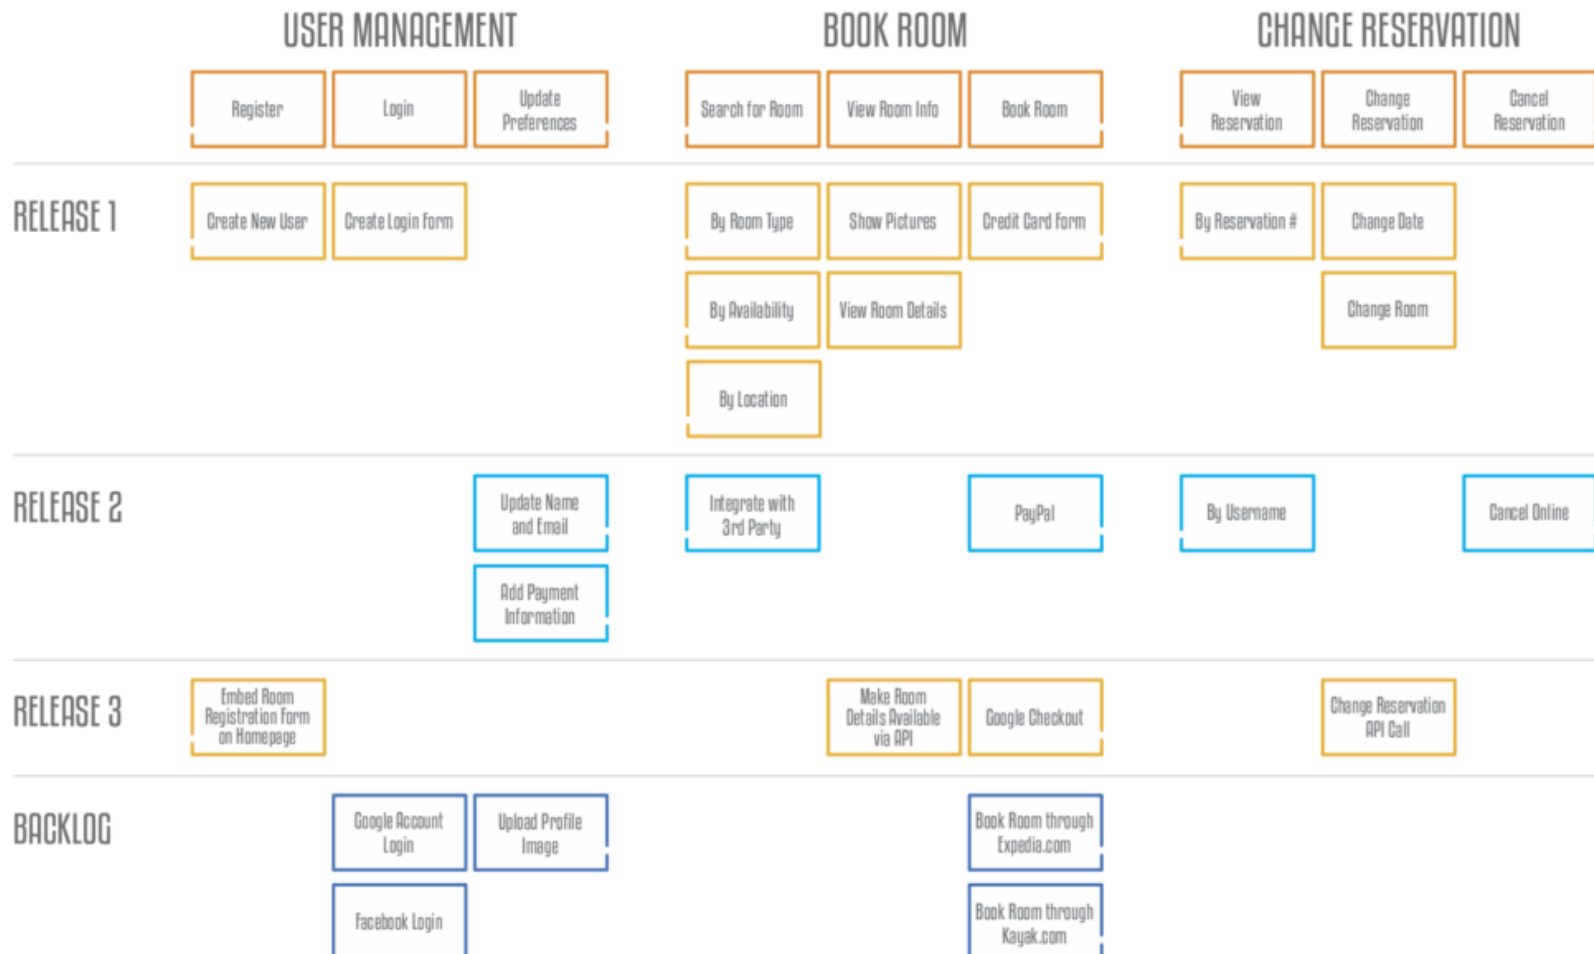 USER MANAGEMENT
BOOK ROOM
CHANGE RESERVATION
Register
Login
Update
Preferences
Search for Room
View Room Info
Book Room
View
Reservation
Change
Reservation
Cancel
Reservation
RELEASE 1
Create New User
Create Login Form
By Room Type
Show Pictures
Credit Card Form
By Reservation #
Change Date
By Availability
View Room Details
Change Room
By Location
RELEASE 2
Update Name
and Email
Integrate with
3rd Party
PayPal
By Username
Cancel Online
Add Payment
Information
RELEASE 3
Embed Room
Registration Form
on Homepage
Make Room
Details Available
via API
Google Checkout
Change Reservation
API Call
BACKLOG
Google Account
Login
Upload Profile
Image
Book Room through
Expedia.com
Facebook Login
Book Room through
Kayak.com